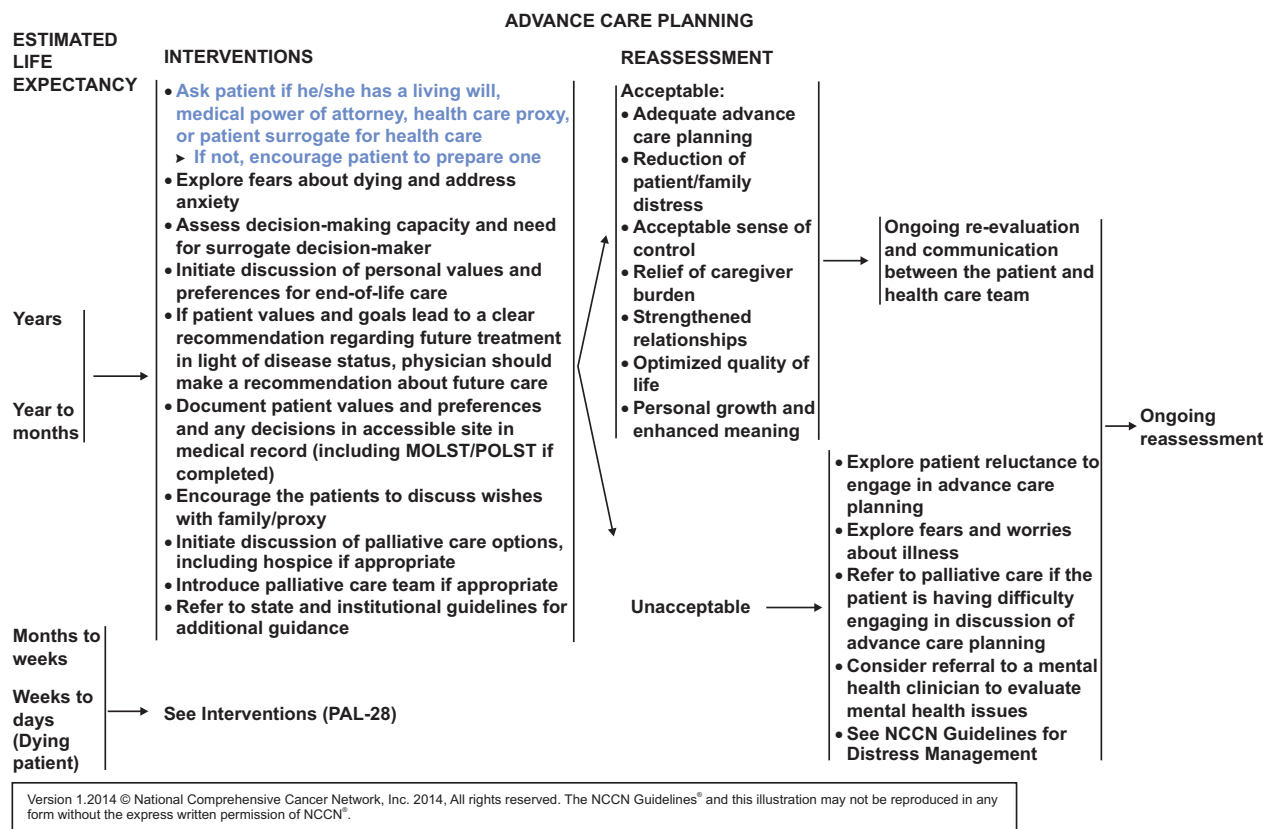 ADVANCE CARE PLANNING
ESTIMATED
LIFE
EXPECTANCY
Years
Year to
months
Months to
weeks
Weeks to
days
(Dying
patient)
INTERVENTIONS
• Ask patient if he/she has a living will,
medical power of attorney, health care proxy,
or patient surrogate for health care
➤ If not, encourage patient to prepare one
• Explore fears about dying and address
anxiety
• Assess decision-making capacity and need
for surrogate decision-maker
• Initiate discussion of personal values and
preferences for end-of-life care
• If patient values and goals lead to a clear
recommendation regarding future treatment
in light of disease status, physician should
make a recommendation about future care
• Document patient values and preferences
and any decisions in accessible site in
medical record (including MOLST/POLST if
completed)
• Encourage the patients to discuss wishes
with family/proxy
• Initiate discussion of palliative care options,
including hospice if appropriate
• Introduce palliative care team if appropriate
• Refer to state and institutional guidelines for
additional guidance
See Interventions (PAL-28)
REASSESSMENT
Acceptable:
• Adequate advance
care planning
• Reduction of
patient/family
distress
• Acceptable sense of
control
• Relief of caregiver
burden
• Strengthened
relationships
• Optimized quality of
life
• Personal growth and
enhanced meaning
Ongoing re-evaluation
and communication
between the patient and
health care team
Unacceptable
• Explore patient reluctance to
engage in advance care
planning
• Explore fears and worries
about illness
• Refer to palliative care if the
patient is having difficulty
engaging in discussion of
advance care planning
• Consider referral to a mental
health clinician to evaluate
mental health issues
• See NCCN Guidelines for
Distress Management
Ongoing
reassessment
Version 1.2014 © National Comprehensive Cancer Network, Inc. 2014, All rights reserved. The NCCN Guidelines® and this illustration may not be reproduced in any
form without the express written permission of NCCN®.